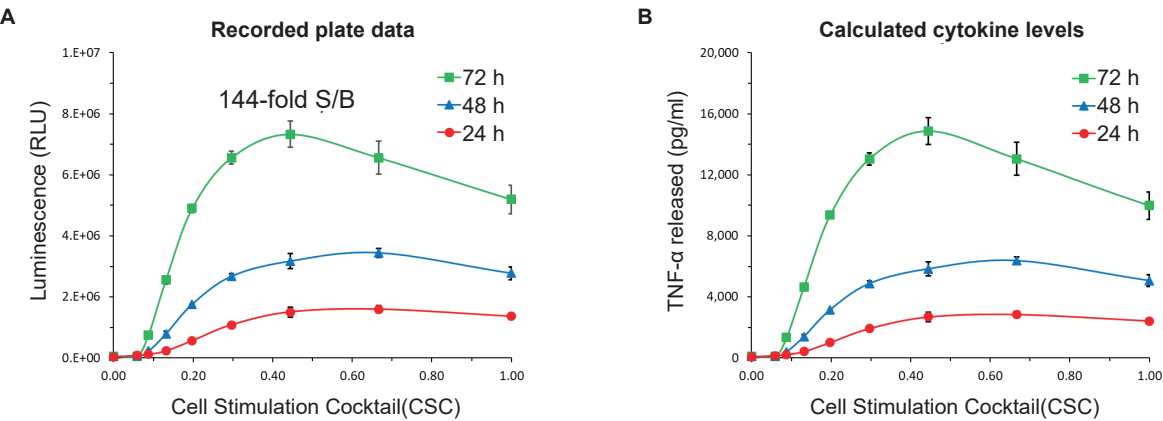 A
Recorded plate data
1.E+07
8.E+06
6.E+06
4.E+06
2.E+06
0.E+00
Luminescence (RLU)
144-fold S/B
72 h
48 h
24 h
0.00 0.20 0.40 0.60 0.80 1.00
Cell Stimulation Cocktail(CSC)
B
Calculated cytokine levels
20,000
16,000
12,000
8,000
4,000
0
TNF-α released (pg/ml)
72 h
48 h
24 h
0.00 0.20 0.40 0.60 0.80 1.00
Cell Stimulation Cocktail(CSC)